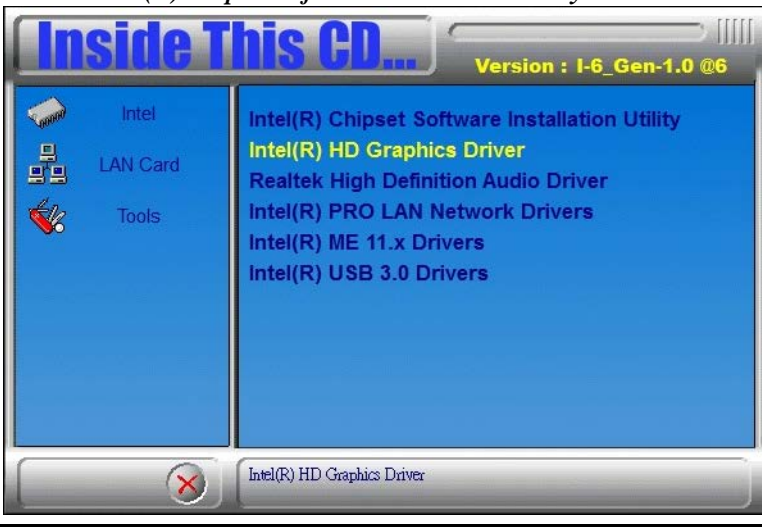 Inside This CD...
Version : I-6_Gen-1.0 @6
Intel
LAN Card
Tools
Intel(R) Chipset Software Installation Utility
Intel(R) HD Graphics Driver
Realtek High Definition Audio Driver
Intel(R) PRO LAN Network Drivers
Intel(R) ME 11.x Drivers
Intel(R) USB 3.0 Drivers
Intel(R) HD Graphics Driver